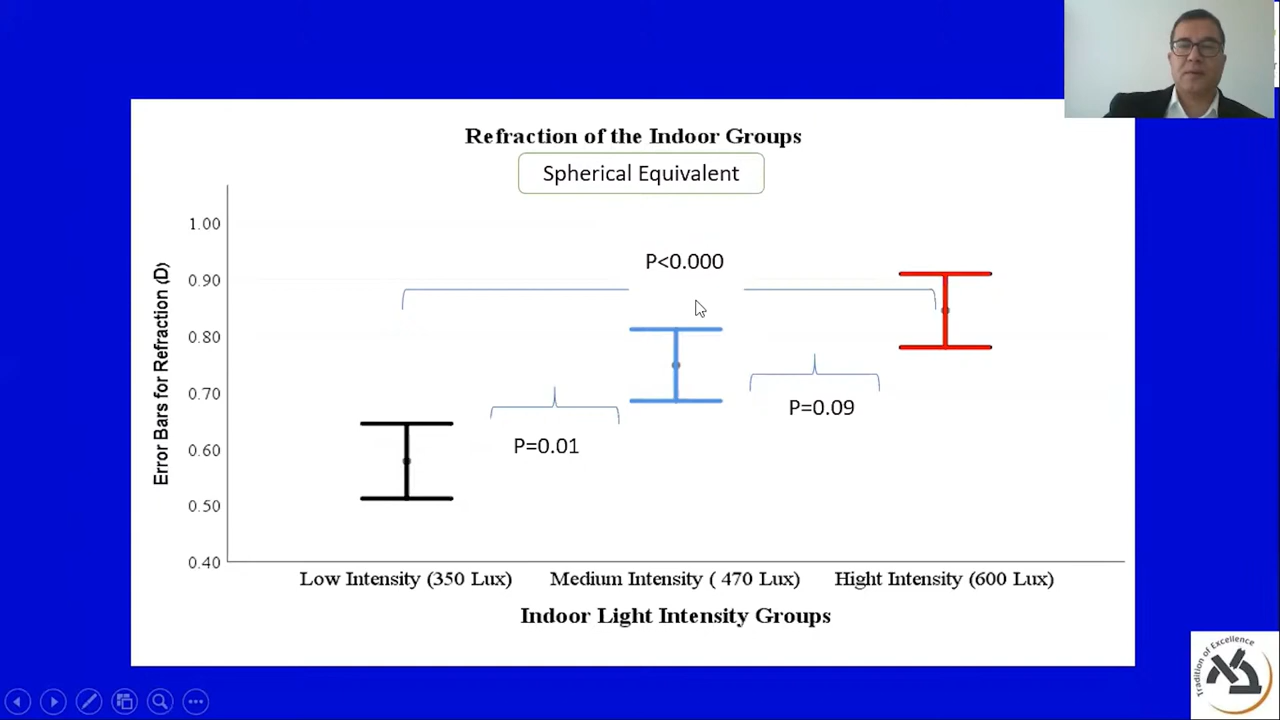 Refraction of the Indoor Groups
Spherical Equivalent
Error Bars for Refraction (D)
1.00
0.90
0.80
0.70
0.60
0.50
0.40
P<0.000
P=0.01
P=0.09
Low Intensity (350 Lux)
Medium Intensity ( 470 Lux)
Hight Intensity (600 Lux)
Indoor Light Intensity Groups
Tradition of Excellence